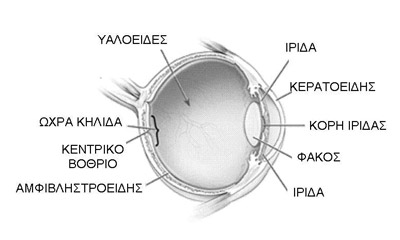 ΥΑΛΟΕΙΔΕΣ
ΙΡΙΔΑ
ΚΕΡΑΤΟΕΙΔΗΣ
ΩΧΡΑ ΚΗΛΙΔΑ
ΚΟΡΗ ΙΡΙΔΑΣ
ΚΕΝΤΡΙΚΟ
ΒΟΘΡΙΟ
ΦΑΚΟΣ
ΑΜΦΙΒΛΗΣΤΡΟΕΙΔΗΣ
ΙΡΙΔΑ